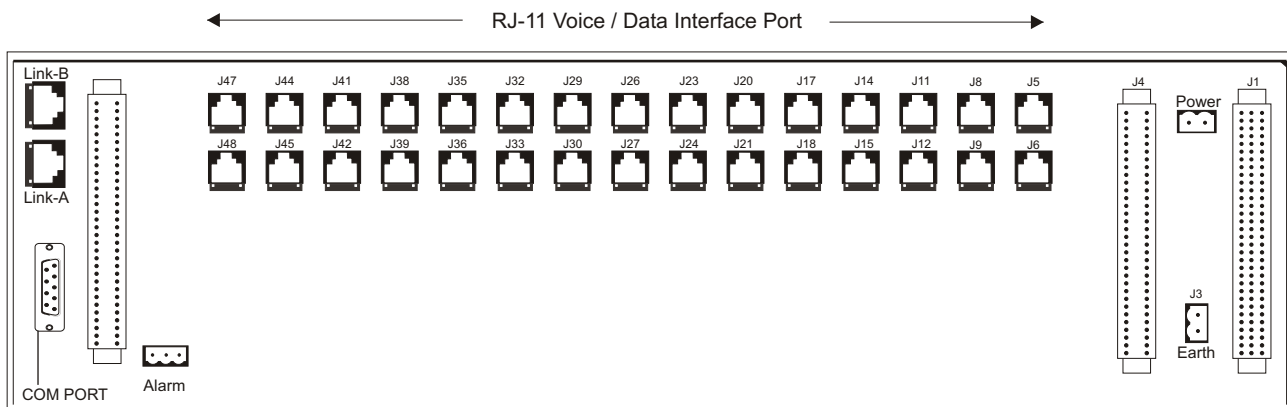 RJ-11 Voice / Data Interface Port
Link-B
J47 J44 J41 J38 J35 J32 J29 J26 J23 J20 J17 J14 J11 J8 J5 J4 J1
Power
J48 J45 J42 J39 J36 J33 J30 J27 J24 J21 J18 J15 J12 J9 J6
Link-A
J3
Earth
Alarm
COM PORT